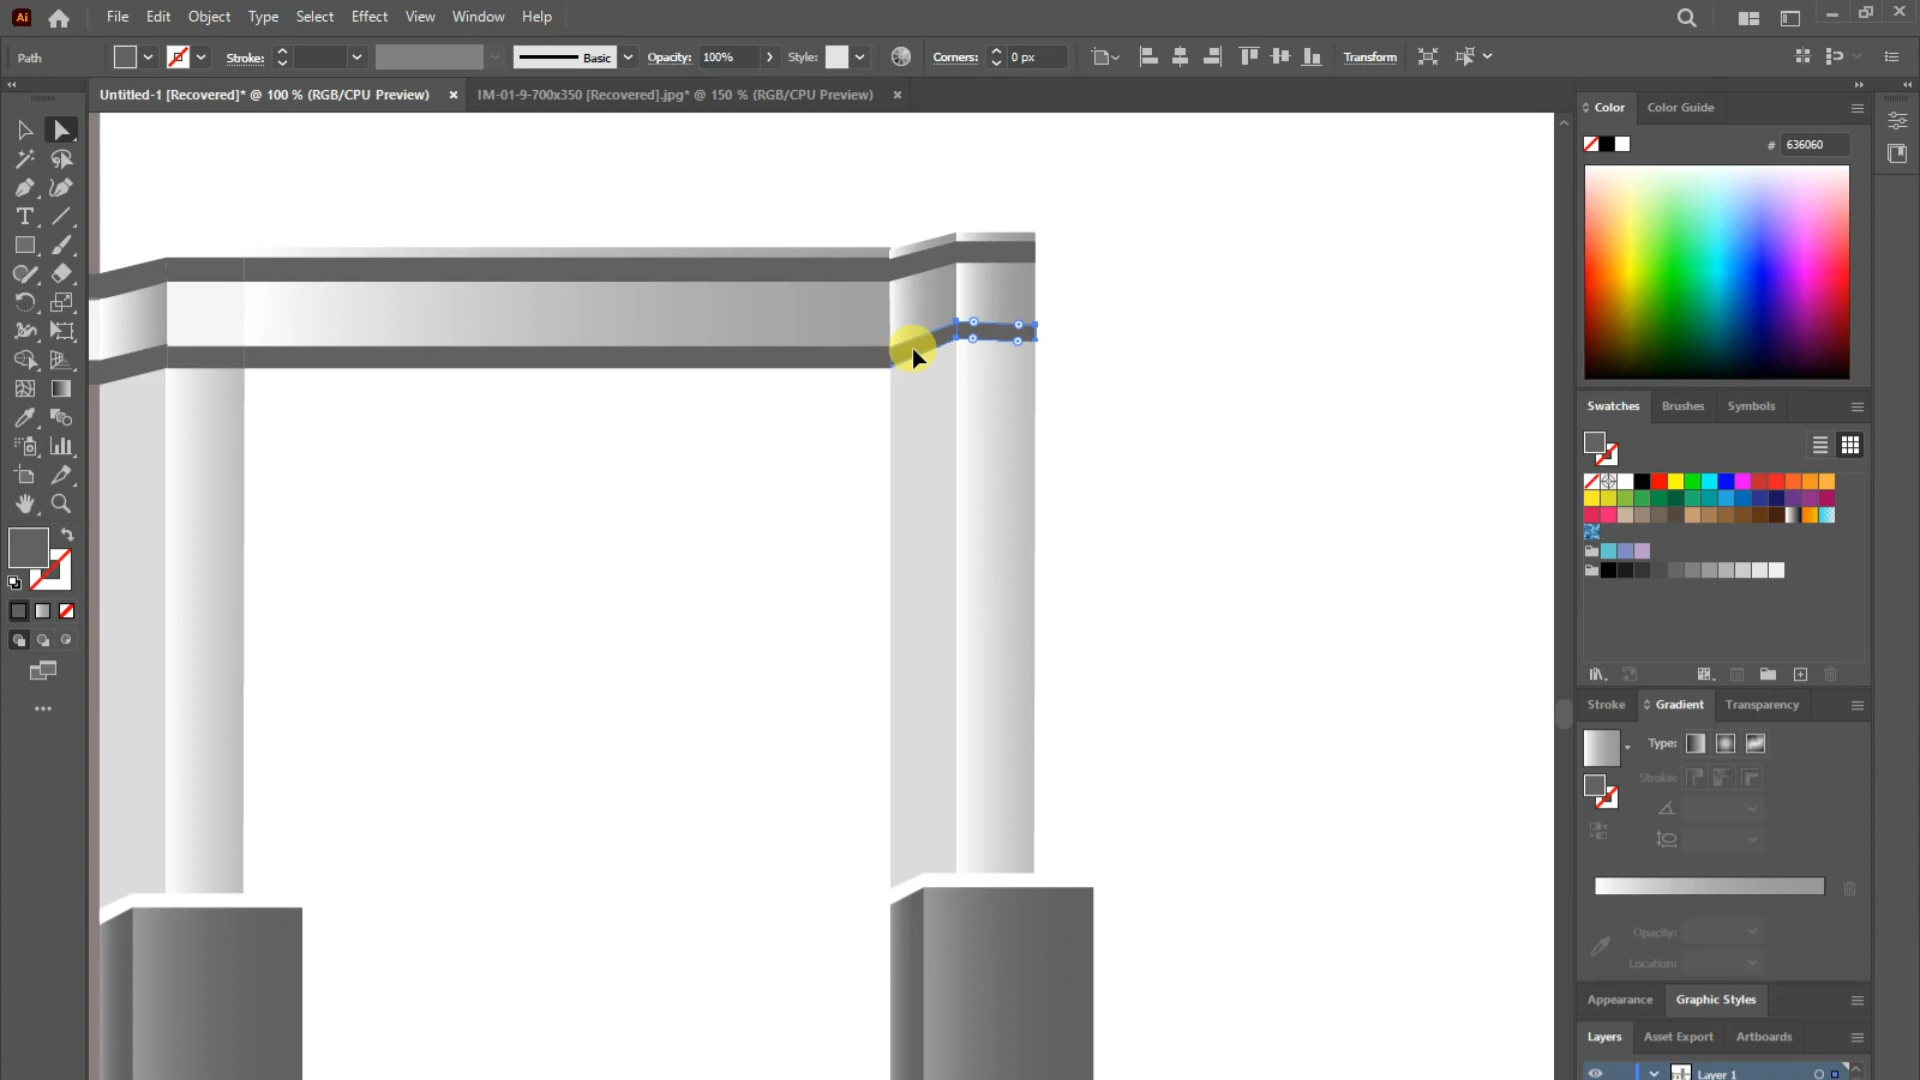 Ai File Edit Object Type Select Effect View Window Help
Path Stroke: Basic Opacity: 100% Style: Corners: 0 px Transform
Untitled-1 [Recovered]* @ 100 % (RGB/CPU Preview) × IM-01-9-700x350 [Recovered].jpg* @ 150 % (RGB/CPU Preview) ×
Color Color Guide
# 636060
Swatches Brushes Symbols
Stroke Gradient Transparency
Type:
Stroke:
Opacity:
Location:
Appearance Graphic Styles
Layers Asset Export Artboards
Layer 1